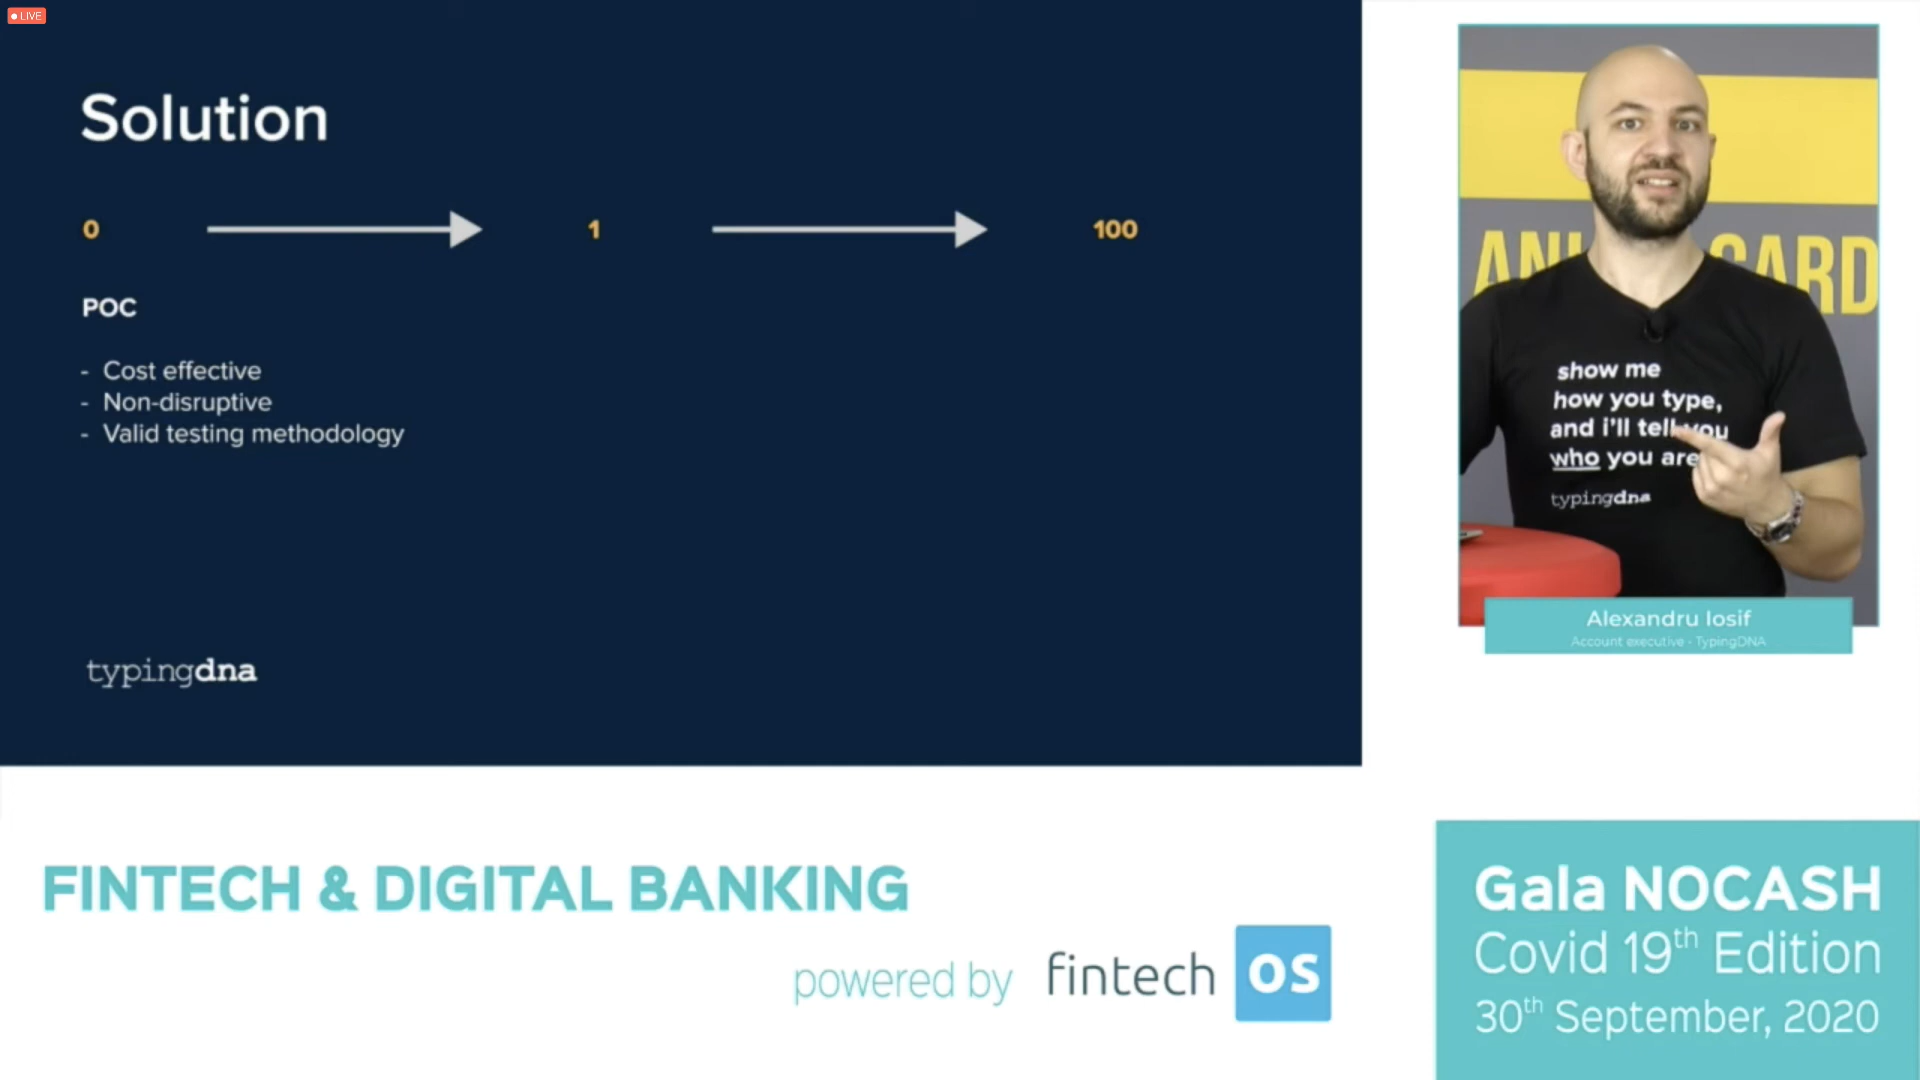 LIVE
Solution
0 1 100
POC
- Cost effective
- Non-disruptive
- Valid testing methodology
typingdna
show me
how you type,
and i'll tell you
who you are
typingdna
Alexandru Iosif
Account executive - TypingDNA
FINTECH & DIGITAL BANKING
powered by fintech OS
Gala NOCASH
Covid 19th Edition
30th September, 2020